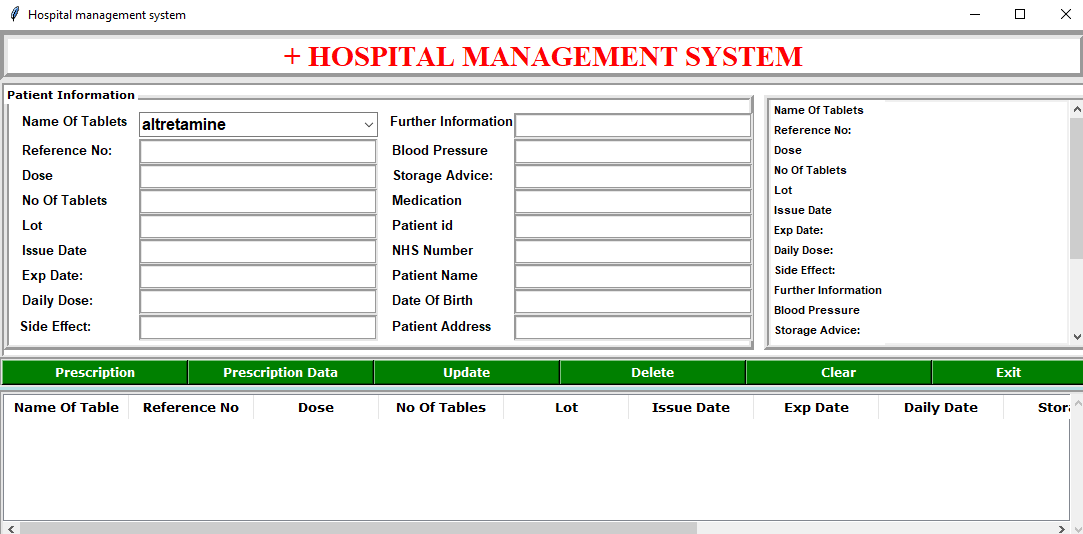 Hospital management system
+ HOSPITAL MANAGEMENT SYSTEM
Patient Information
Name Of Tablets altretamine Further Information
Reference No: Blood Pressure
Dose Storage Advice:
No Of Tablets Medication
Lot Patient id
Issue Date NHS Number
Exp Date: Patient Name
Daily Dose: Date Of Birth
Side Effect: Patient Address
Name Of Tablets
Reference No:
Dose
No Of Tablets
Lot
Issue Date
Exp Date:
Daily Dose:
Side Effect:
Further Information
Blood Pressure
Storage Advice:
Prescription Prescription Data Update Delete Clear Exit
Name Of Table Reference No Dose No Of Tables Lot Issue Date Exp Date Daily Date Stora